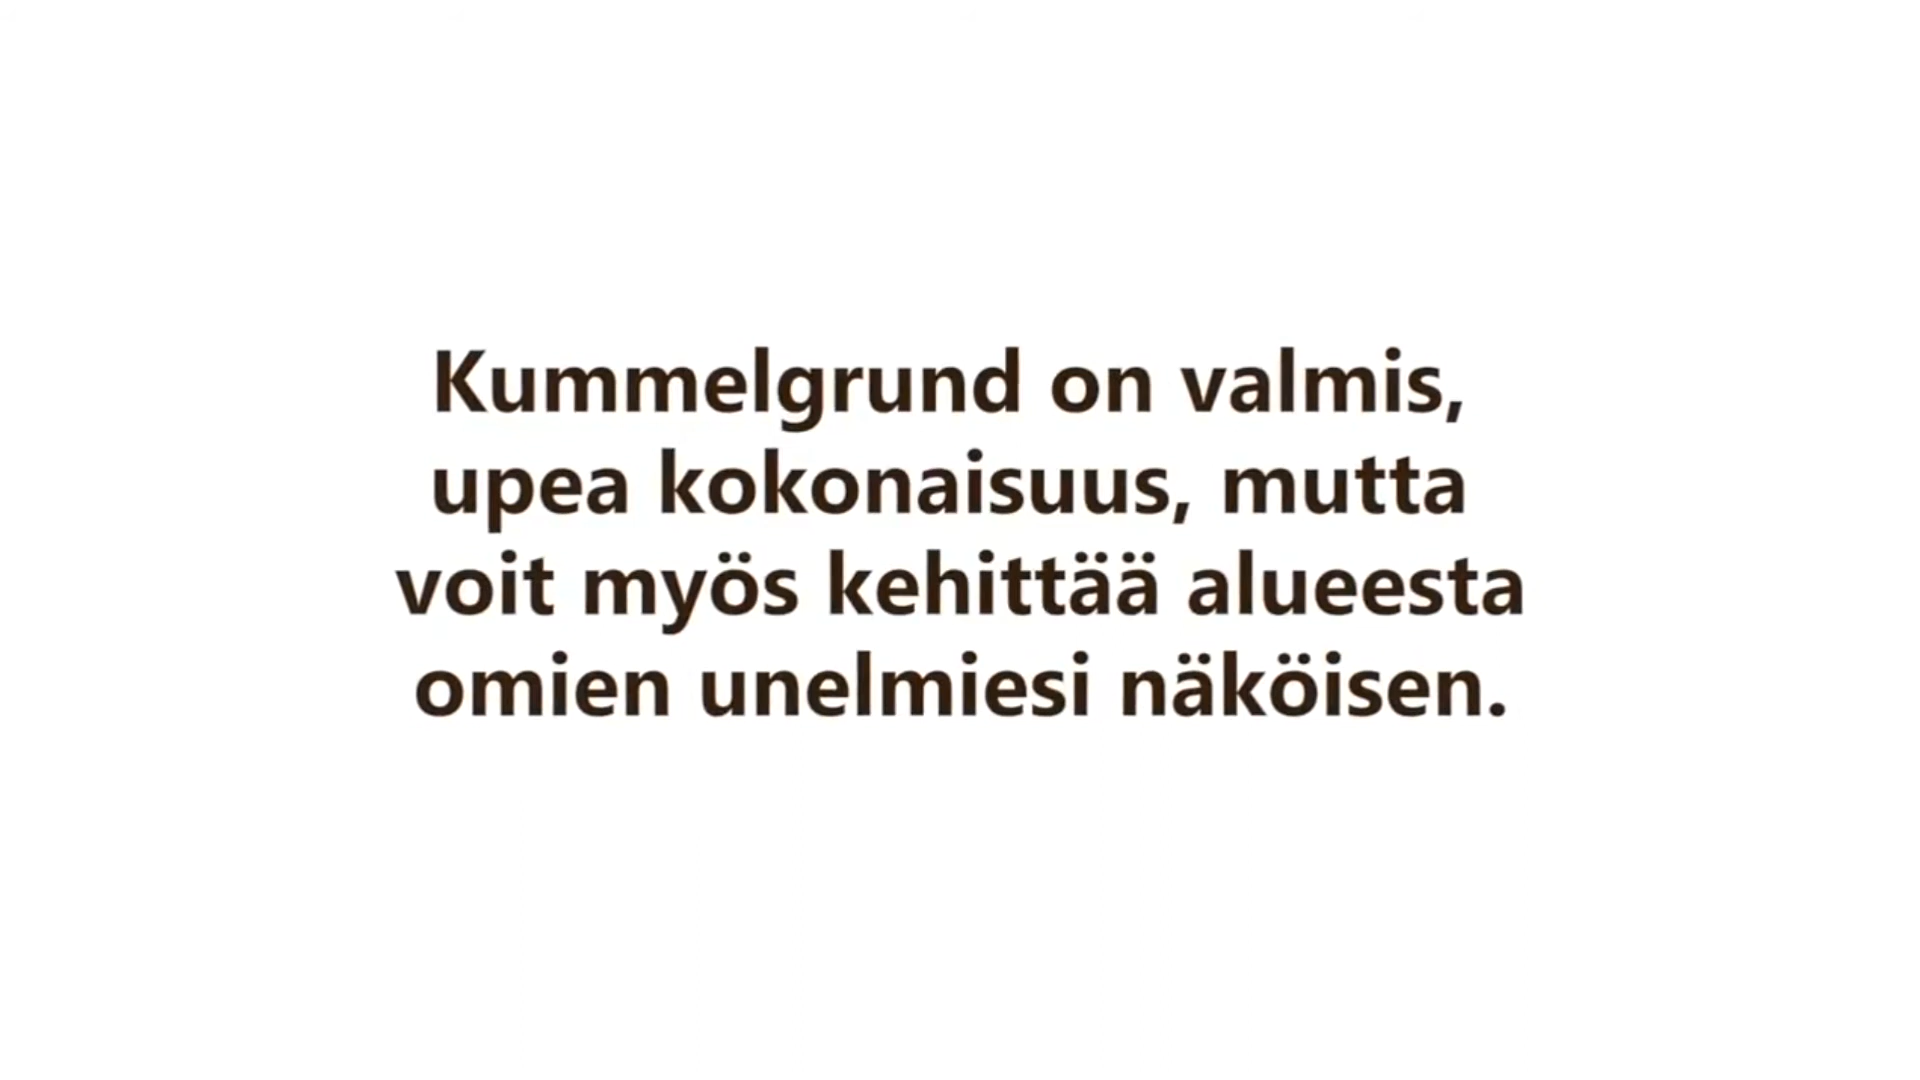 Kummelgrund on valmis,
upea kokonaisuus, mutta
voit myös kehittää alueesta
omien unelmiesi näköisen.